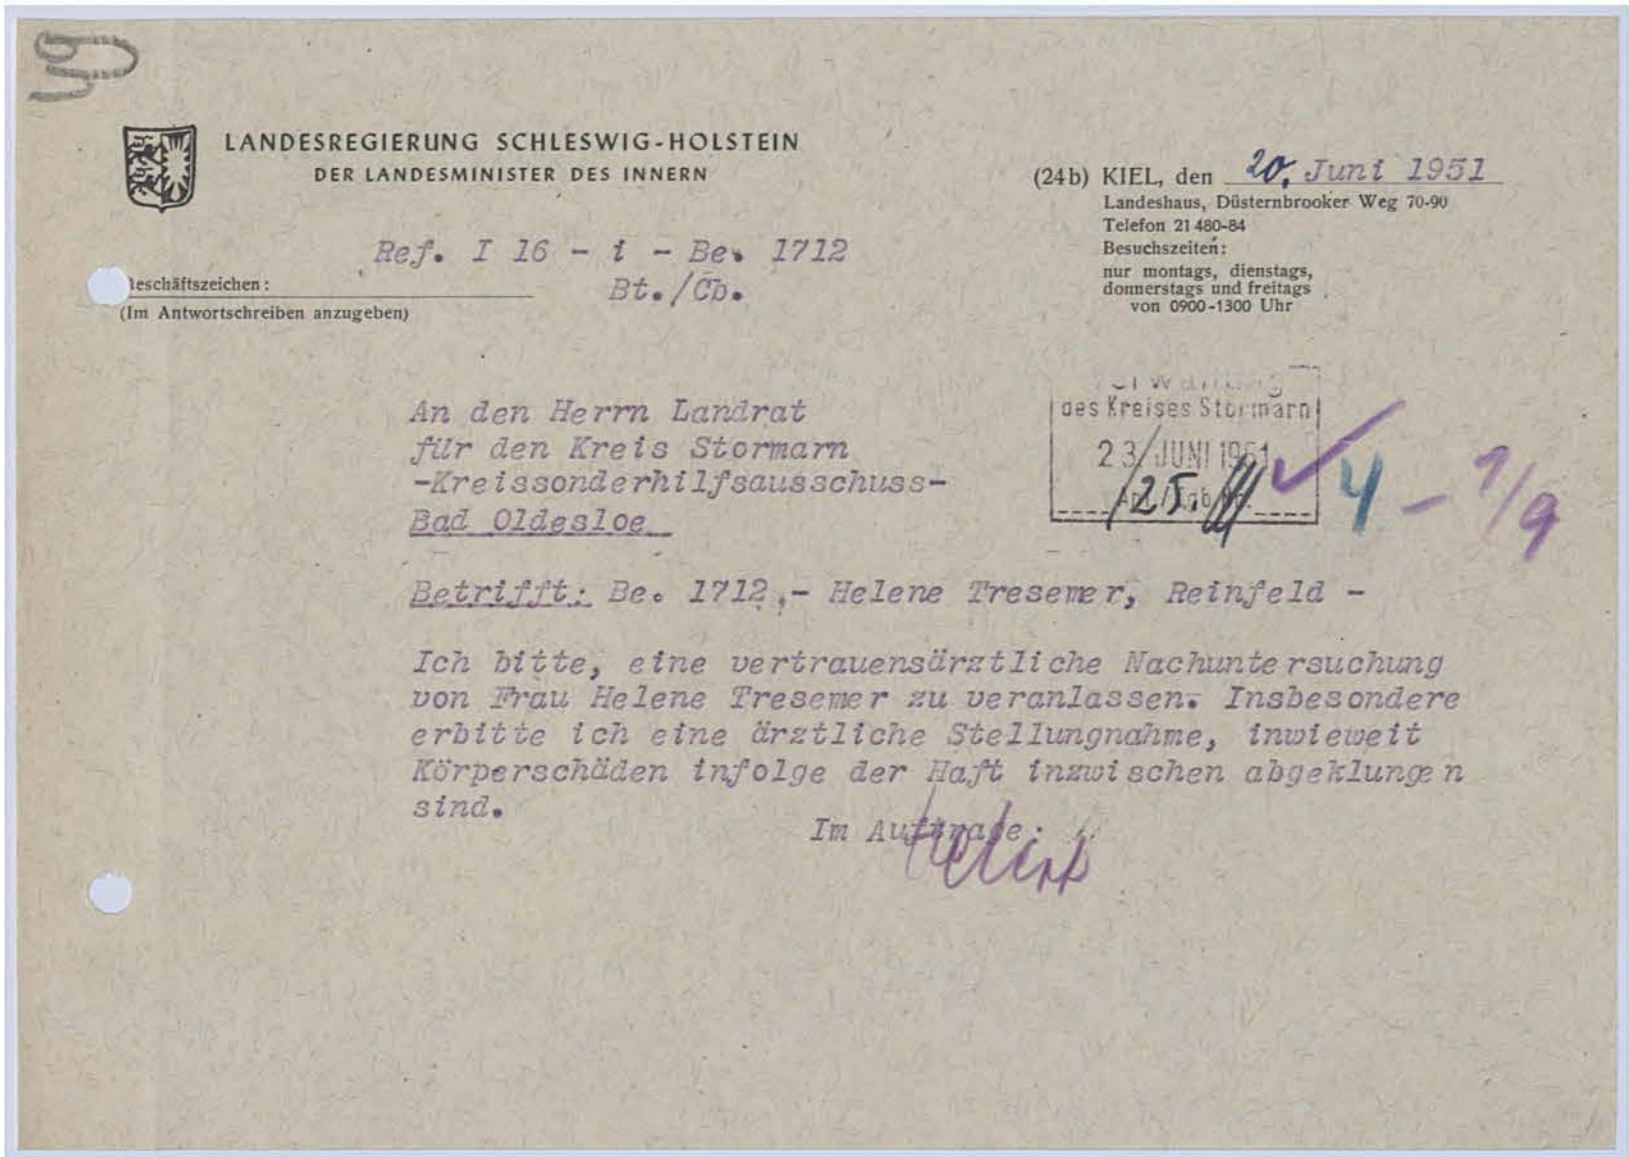 LANDESREGIERUNG SCHLESWIG-HOLSTEIN
DER LANDESMINISTER DES INNERN
(24b) KIEL, den 20. Juni 1951
Landeshaus, Düsternbrooker Weg 70-90
Telefon 21 480-84
Besuchszeiten:
nur montags, dienstags,
donnerstags und freitags
von 0900-1300 Uhr
Ref. I 16 - i - Be. 1712
eschäftszeichen:
Bt./Cb.
(Im Antwortschreiben anzugeben)
An den Herrn Landrat
für den Kreis Stormarn
-Kreissonderhilfsausschuss-
Bad Oldesloe
des Kreises Stormarn
23. JUNI 1951
25.
4 - 7/9
Betrifft: Be. 1712,- Helene Tresemer, Reinfeld -
Ich bitte, eine vertrauensärztliche Nachuntersuchung
von Frau Helene Tresemer zu veranlassen. Insbesondere
erbitte ich eine ärztliche Stellungnahme, inwieweit
Körperschäden infolge der Haft inzwischen abgeklungen
sind.
Im Auftrage: